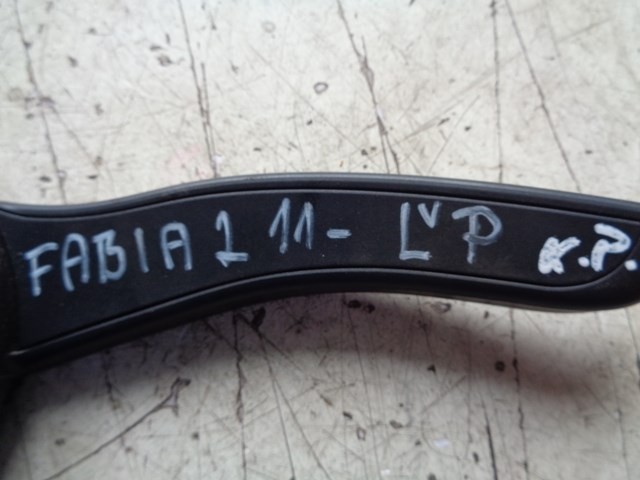 FABIA 2 11- LVP K.P.